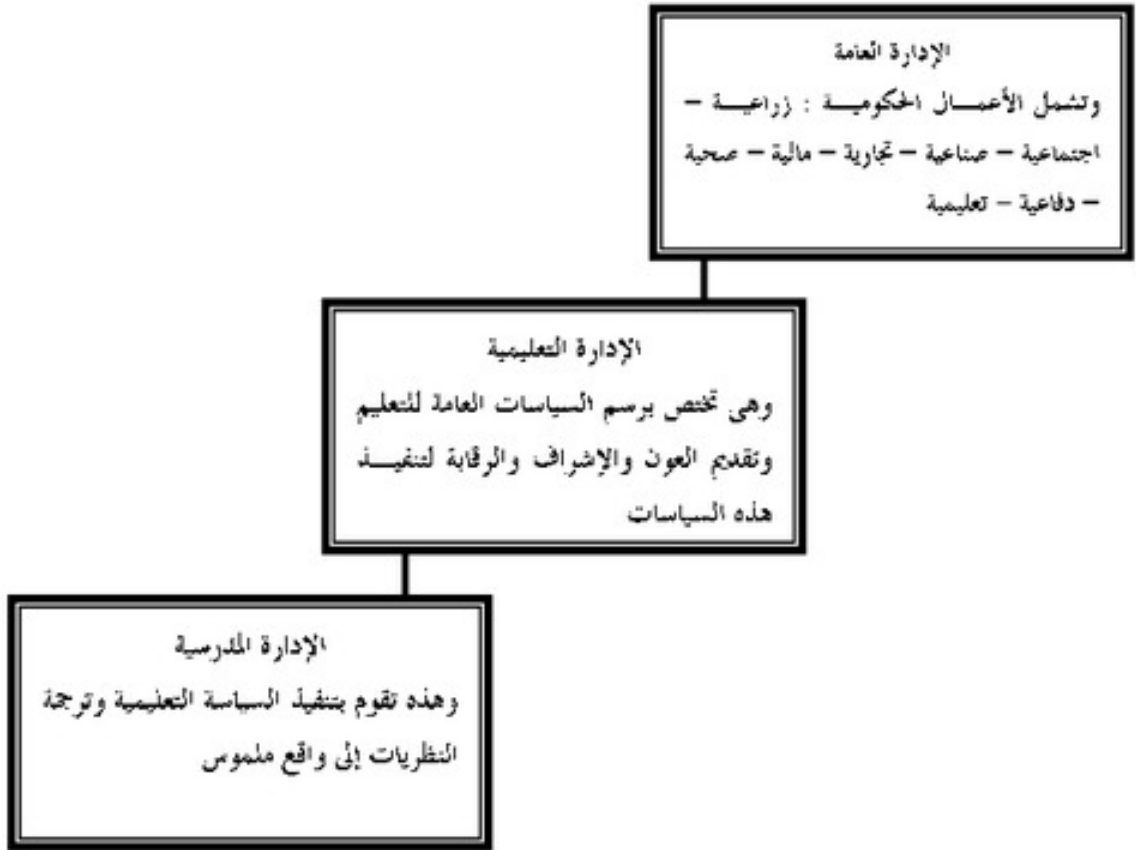 الإدارة العامة
وتشمل الأعمال الحكومية : زراعية –
اجتماعية – صناعية – تجارية – مالية – صحية
– دفاعية – تعليمية
الإدارة التعليمية
وهى تختص برسم السياسات العامة للتعليم
وتقديم العون والإشراف والرقابة لتنفيذ
هذه السياسات
الإدارة المدرسية
وهذه تقوم بتنفيذ السياسة التعليمية وترجمة
النظريات إلى واقع ملموس